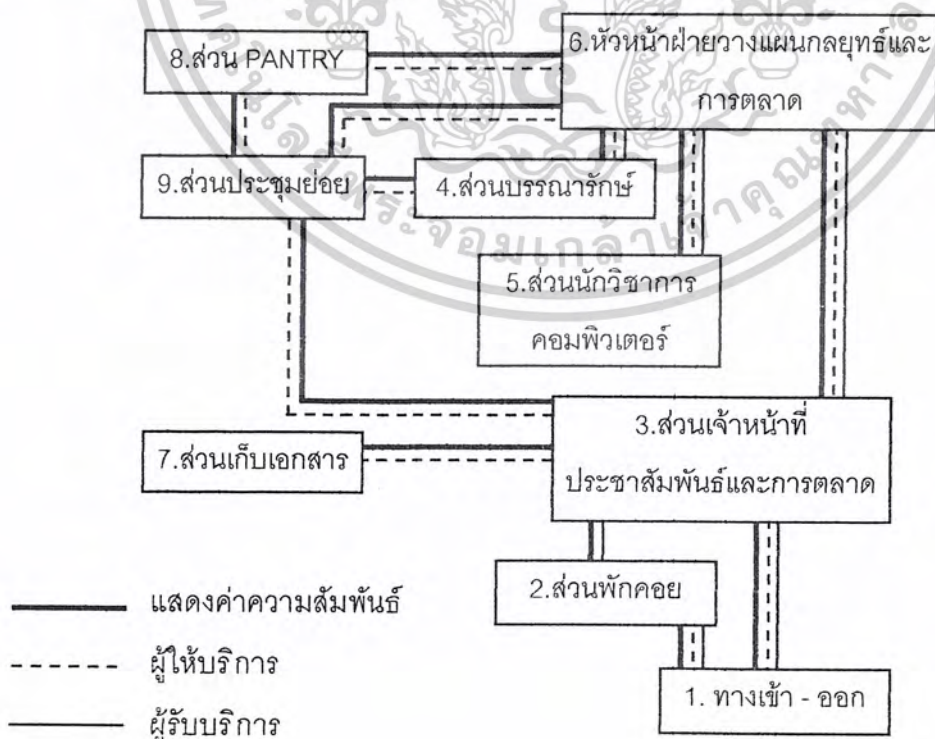 8.ส่วน PANTRY
6.หัวหน้าฝ่ายวางแผนกลยุทธ์และ
การตลาด
9.ส่วนประชุมย่อย
4.ส่วนบรรณารักษ์
5.ส่วนนักวิชาการ
คอมพิวเตอร์
3.ส่วนเจ้าหน้าที่
ประชาสัมพันธ์และการตลาด
7.ส่วนเก็บเอกสาร
2.ส่วนพักคอย
1. ทางเข้า - ออก
แสดงค่าความสัมพันธ์
ผู้ให้บริการ
ผู้รับบริการ